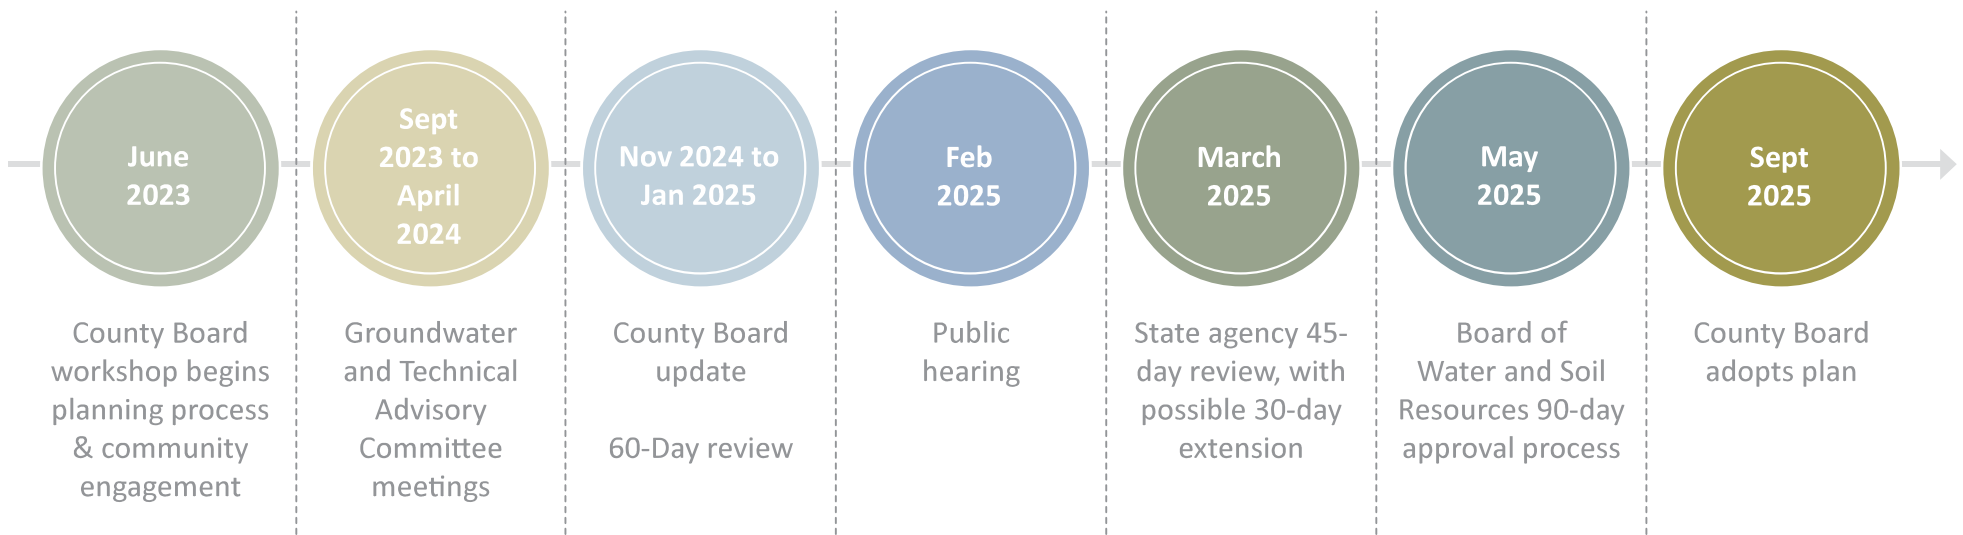 June
2023
County Board
workshop begins
planning process
& community
engagement
Sept
2023 to
April
2024
Groundwater
and Technical
Advisory
Committee
meetings
Nov 2024 to
Jan 2025
County Board
update
60-Day review
Feb
2025
Public
hearing
March
2025
State agency 45-
day review, with
possible 30-day
extension
May
2025
Board of
Water and Soil
Resources 90-day
approval process
Sept
2025
County Board
adopts plan